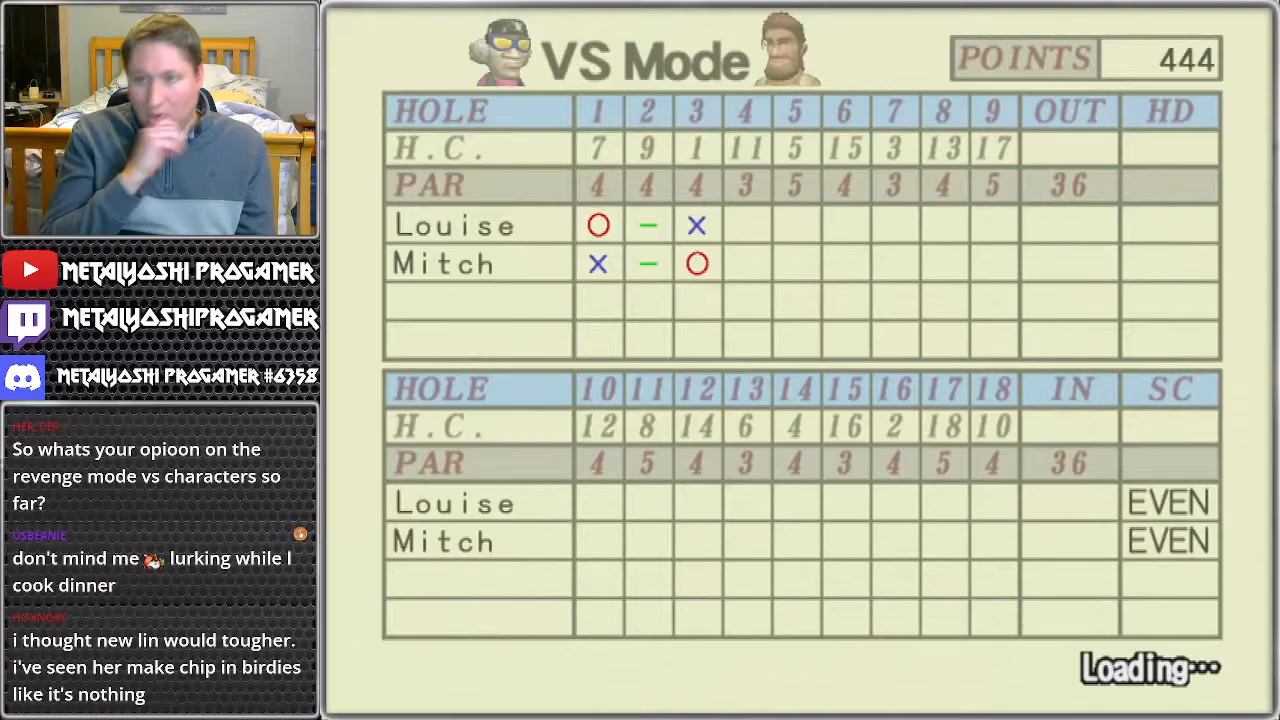 VS Mode
POINTS 444
HOLE 1 2 3 4 5 6 7 8 9 OUT HD
H.C. 7 9 1 11 5 15 3 13 17
PAR 4 4 4 3 5 4 3 4 5 36
Louise O - X
Mitch X - O
HOLE 10 11 12 13 14 15 16 17 18 IN SC
H.C. 12 8 14 6 4 16 2 18 10
PAR 4 5 4 3 4 3 4 5 4 36
Louise EVEN
Mitch EVEN
Loading...
METALYOSHI PROGAMER
METALYOSHIPROGAMER
METALYOSHI PROGAMER #6358
HER DER
So whats your opioon on the
revenge mode vs characters so
far?
USBEANIE
don't mind me lurking while I
cook dinner
HOXNORF
i thought new lin would tougher.
i've seen her make chip in birdies
like it's nothing